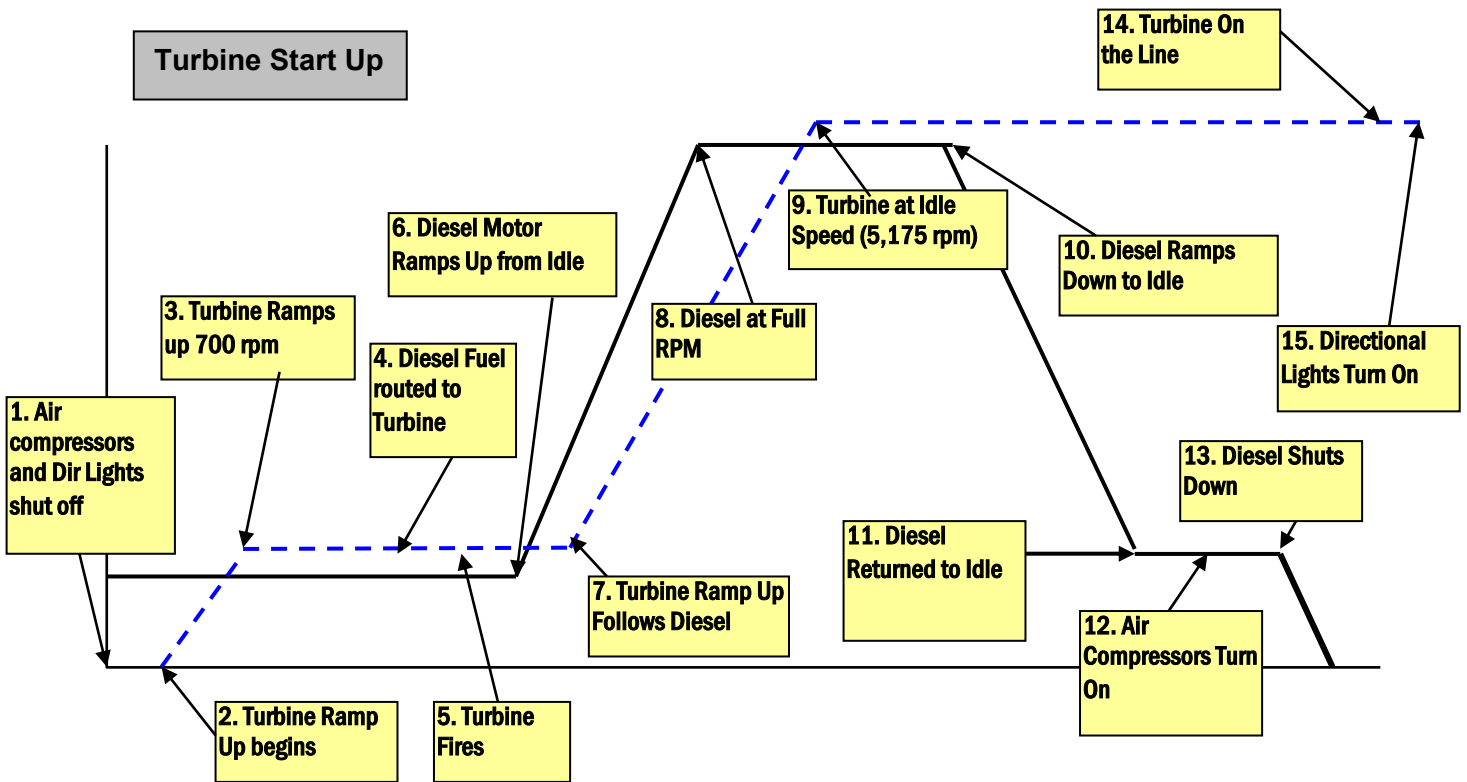 Turbine Start Up
1. Air
compressors
and Dir Lights
shut off
2. Turbine Ramp
Up begins
3. Turbine Ramps
up 700 rpm
4. Diesel Fuel
routed to
Turbine
5. Turbine
Fires
6. Diesel Motor
Ramps Up from Idle
7. Turbine Ramp Up
Follows Diesel
8. Diesel at Full
RPM
9. Turbine at Idle
Speed (5,175 rpm)
10. Diesel Ramps
Down to Idle
11. Diesel
Returned to Idle
12. Air
Compressors Turn
On
13. Diesel Shuts
Down
14. Turbine On
the Line
15. Directional
Lights Turn On